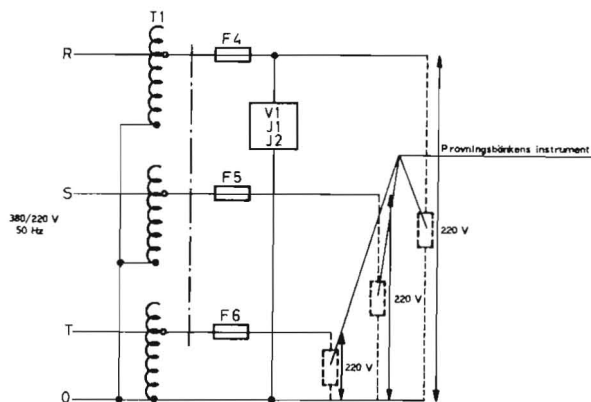 T1
R
F4
V1
J1
J2
Provningsbänkens instrument
S
F5
380/220 V
50 Hz
220 V
220 V
T
F6
220 V
0